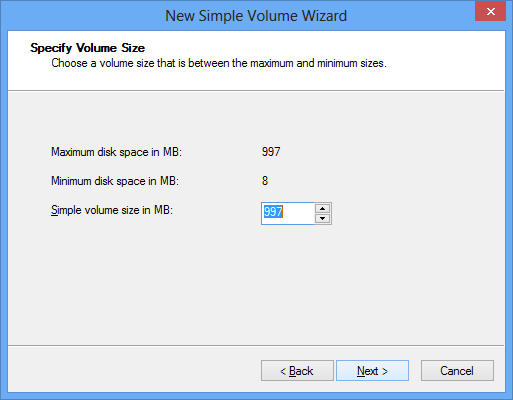 New Simple Volume Wizard
Specify Volume Size
Choose a volume size that is between the maximum and minimum sizes.
Maximum disk space in MB: 997
Minimum disk space in MB: 8
Simple volume size in MB: 997
< Back Next > Cancel